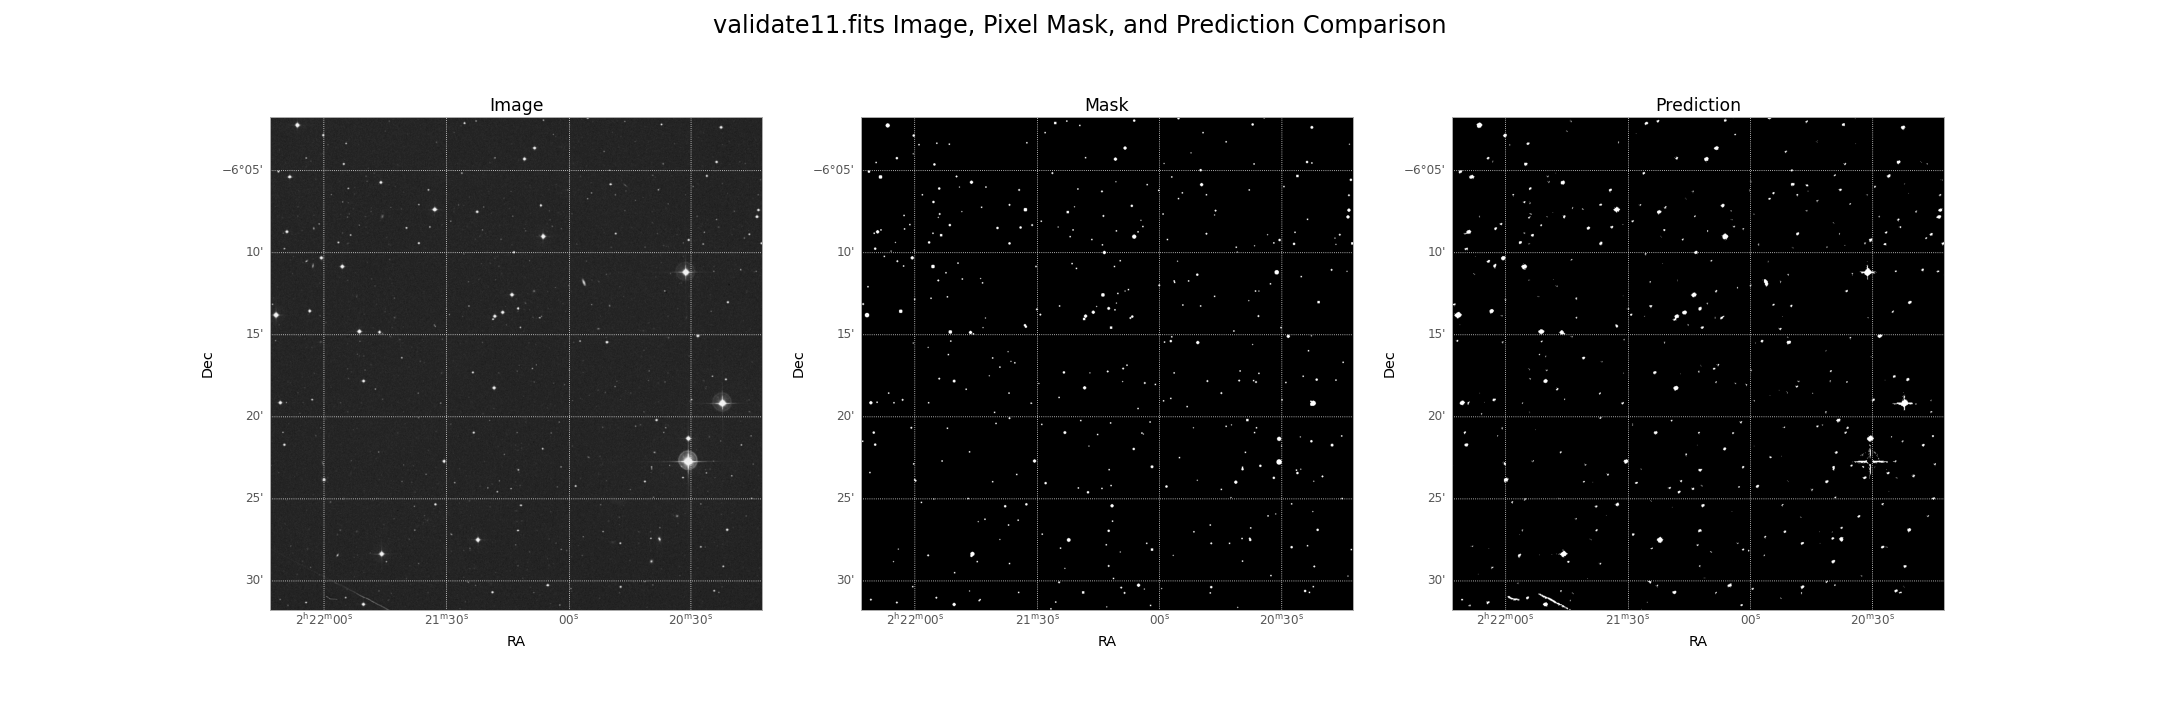 validate11.fits Image, Pixel Mask, and Prediction Comparison
Image
−6°05'
10'
15'
20'
25'
30'
Dec
2ʰ22ᵐ00ˢ
21ᵐ30ˢ
00ˢ
20ᵐ30ˢ
RA
Mask
−6°05'
10'
15'
20'
25'
30'
Dec
2ʰ22ᵐ00ˢ
21ᵐ30ˢ
00ˢ
20ᵐ30ˢ
RA
Prediction
−6°05'
10'
15'
20'
25'
30'
Dec
2ʰ22ᵐ00ˢ
21ᵐ30ˢ
00ˢ
20ᵐ30ˢ
RA